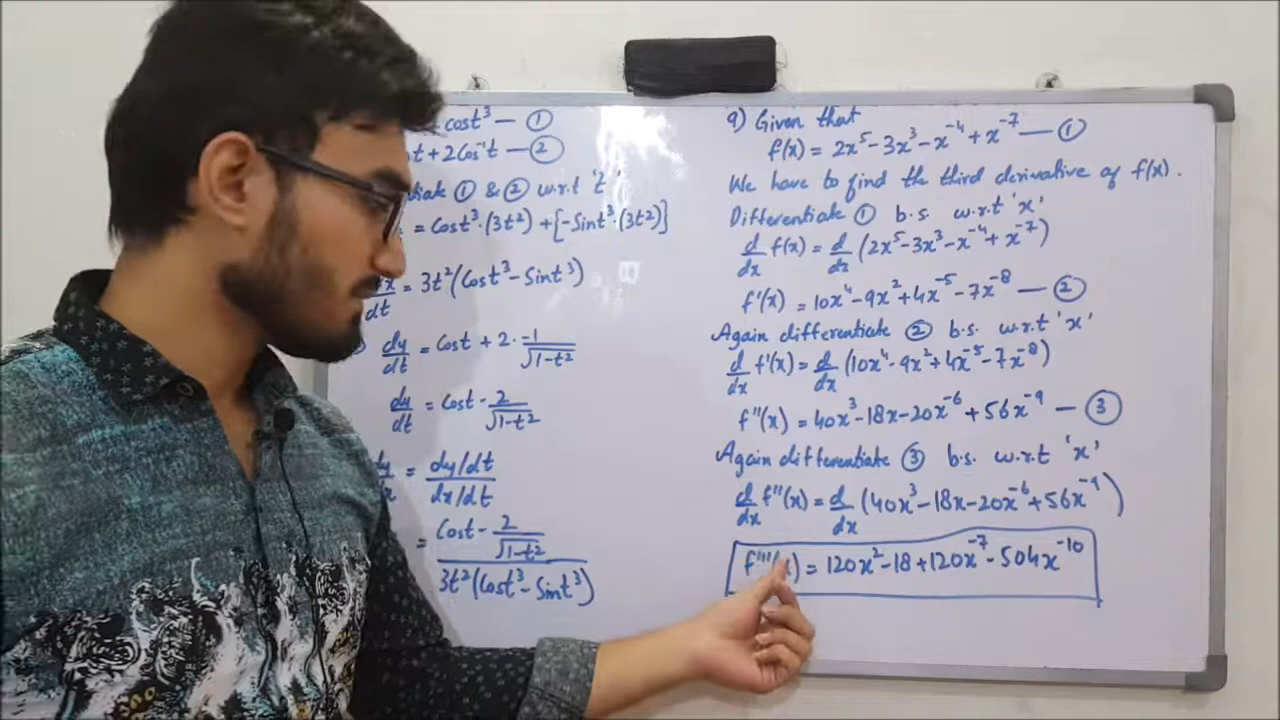 cost³ — ①
t + 2Cos⁻¹t — ②
① & ② w.r.t 't'
= Cost³·(3t²) + [-Sint³·(3t²)]
dt = 3t²(Cost³ - Sint³)
dy/dt = Cost + 2·-1/√1-t²
dy/dt = Cost - 2/√1-t²
= dy/dt / dx/dt
= Cost - 2/√1-t² / 3t²(Cost³ - Sint³)
9) Given that
f(x) = 2x⁵ - 3x³ - x⁻⁴ + x⁻⁷ — ①
We have to find the third derivative of f(x).
Differentiate ① b.s. w.r.t 'x'
d/dx f(x) = d/dx (2x⁵ - 3x³ - x⁻⁴ + x⁻⁷)
f'(x) = 10x⁴ - 9x² + 4x⁻⁵ - 7x⁻⁸ — ②
Again differentiate ② b.s. w.r.t 'x'
d/dx f'(x) = d/dx (10x⁴ - 9x² + 4x⁻⁵ - 7x⁻⁸)
f''(x) = 40x³ - 18x - 20x⁻⁶ + 56x⁻⁹ — ③
Again differentiate ③ b.s. w.r.t 'x'
d/dx f''(x) = d/dx (40x³ - 18x - 20x⁻⁶ + 56x⁻⁹)
f'''(x) = 120x² - 18 + 120x⁻⁷ - 504x⁻¹⁰